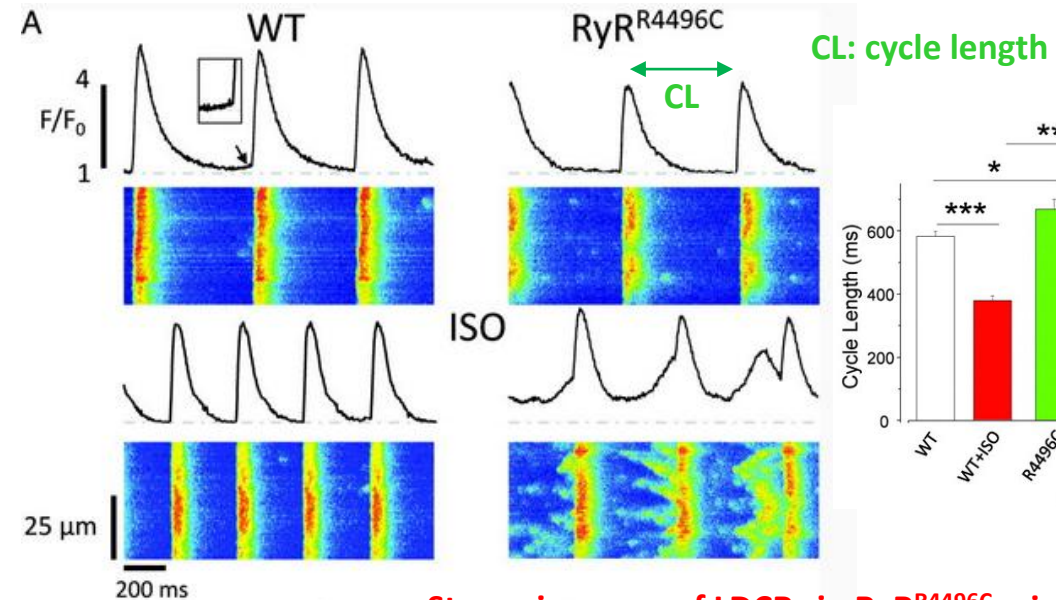 A
WT
RyR^R4496C
CL: cycle length
4
F/F0
1
CL
***
*
**
Cycle Length (ms)
600
400
200
0
WT
WT+ISO
R4496C
ISO
25 µm
200 ms